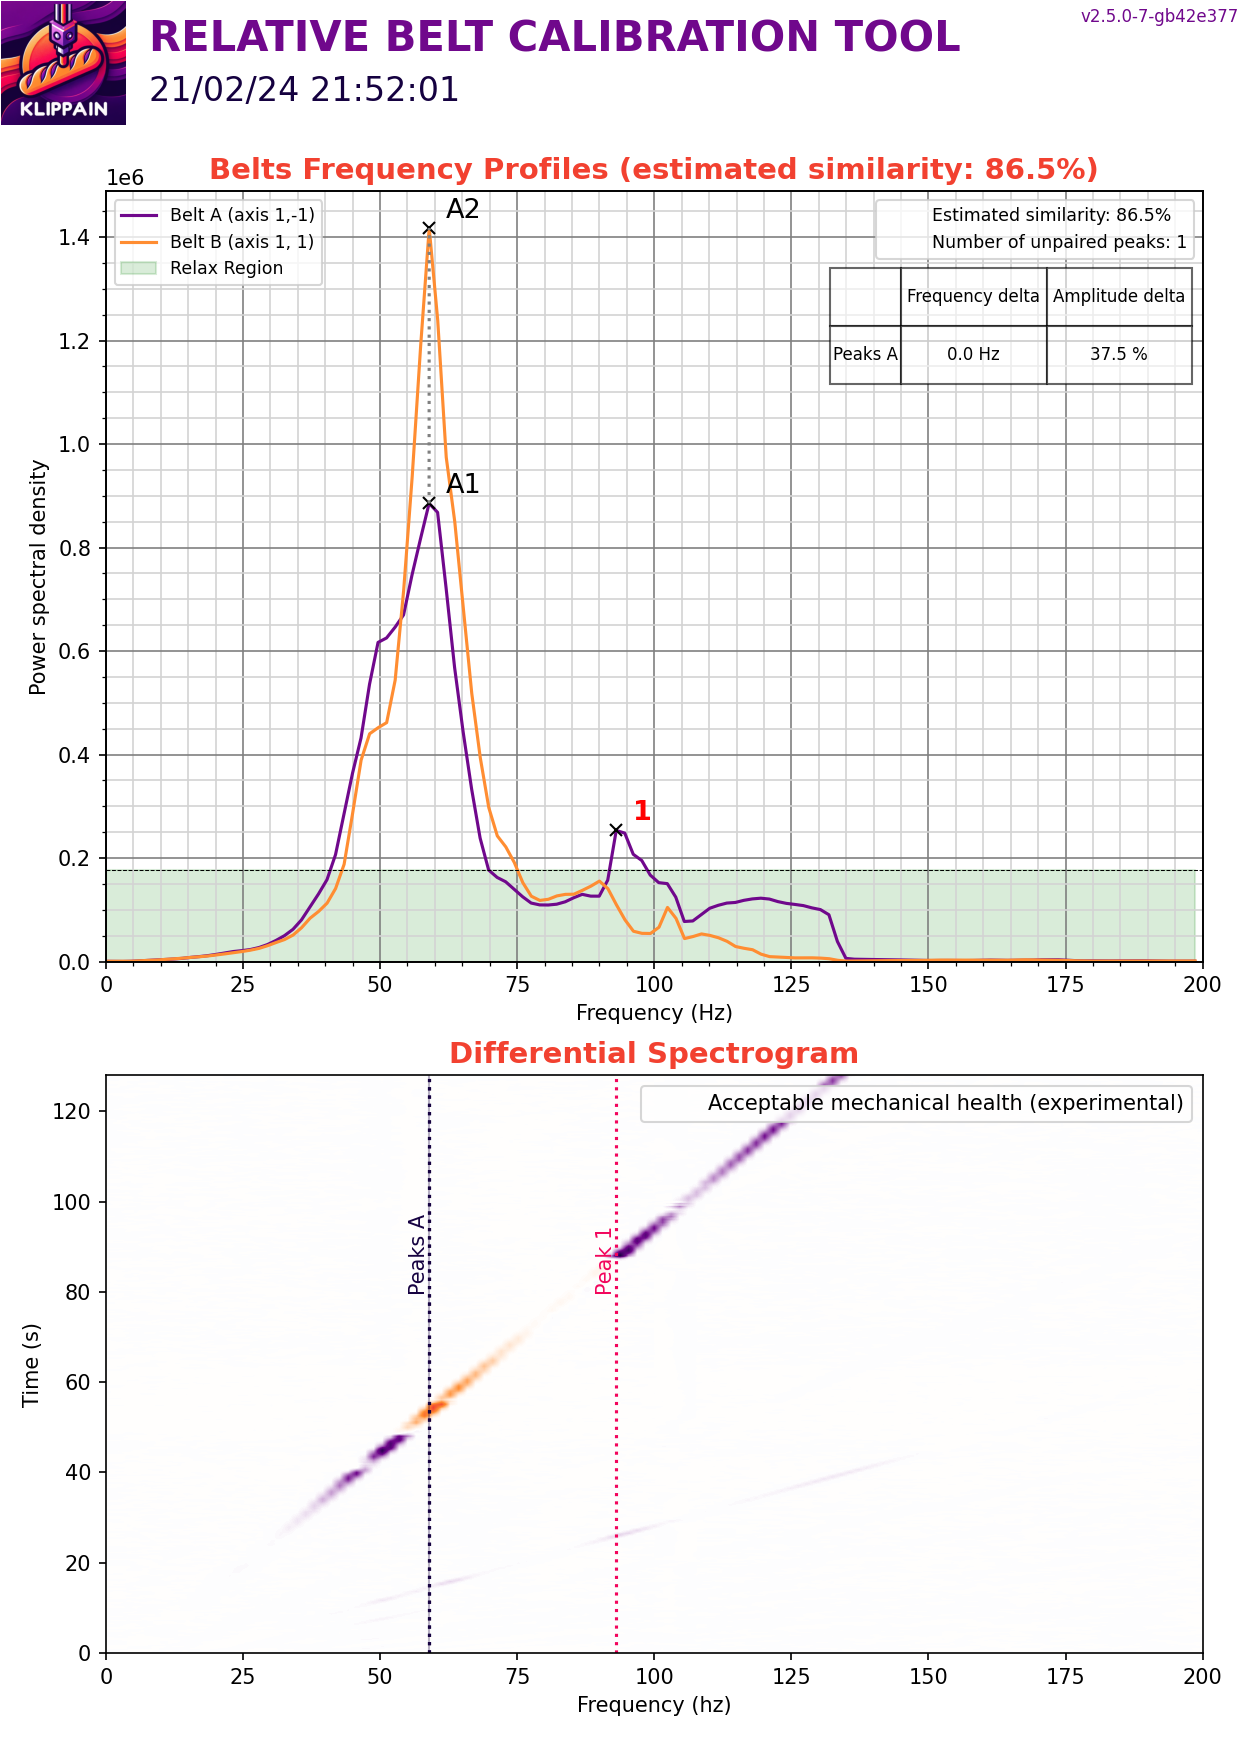 v2.5.0-7-gb42e377
RELATIVE BELT CALIBRATION TOOL
21/02/24 21:52:01
KLIPPAIN
Belts Frequency Profiles (estimated similarity: 86.5%)
1e6
Belt A (axis 1,-1)
Belt B (axis 1, 1)
Relax Region
Estimated similarity: 86.5%
Number of unpaired peaks: 1
Frequency delta Amplitude delta
Peaks A 0.0 Hz 37.5 %
A2
A1
1
1.4
1.2
1.0
0.8
0.6
0.4
0.2
0.0
Power spectral density
0 25 50 75 100 125 150 175 200
Frequency (Hz)
Differential Spectrogram
Acceptable mechanical health (experimental)
Peaks A
Peak 1
120
100
80
60
40
20
0
Time (s)
0 25 50 75 100 125 150 175 200
Frequency (hz)